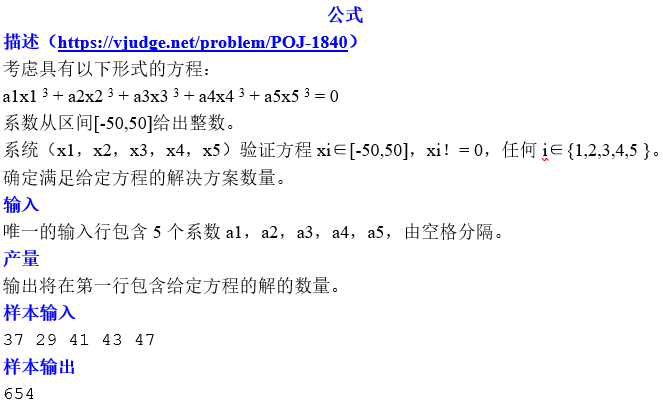 公式
描述（https://vjudge.net/problem/POJ-1840）
考虑具有以下形式的方程：
a1x1 3 + a2x2 3 + a3x3 3 + a4x4 3 + a5x5 3 = 0
系数从区间[-50,50]给出整数。
系统（x1，x2，x3，x4，x5）验证方程 xi∈[-50,50]，xi！= 0，任何 i∈{1,2,3,4,5 }。
确定满足给定方程的解决方案数量。
输入
唯一的输入行包含 5 个系数 a1，a2，a3，a4，a5，由空格分隔。
产量
输出将在第一行包含给定方程的解的数量。
样本输入
37 29 41 43 47
样本输出
654